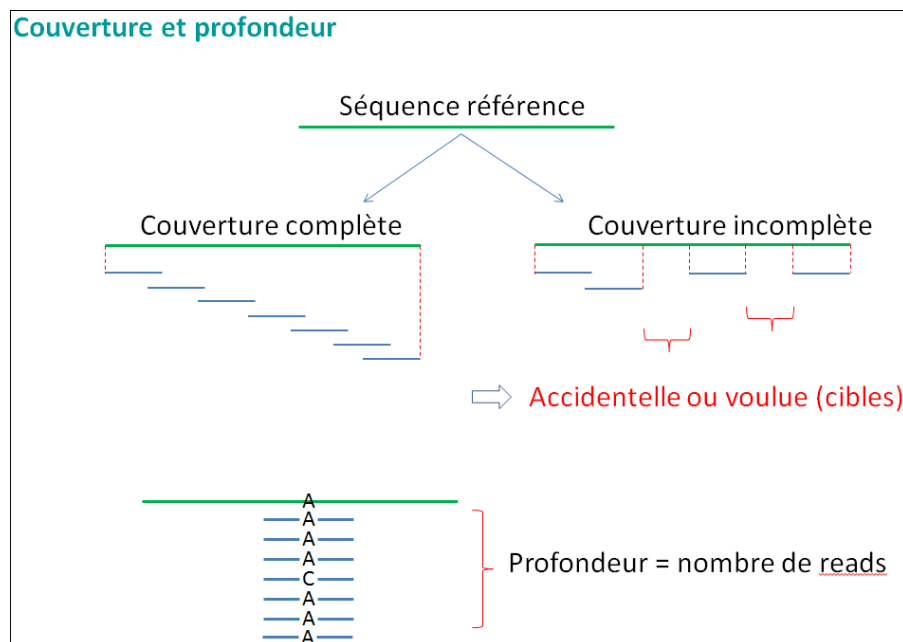 Couverture et profondeur
Séquence référence
Couverture complète
Couverture incomplète
Accidentelle ou voulue (cibles)
A
A
A
A
C
A
A
A
Profondeur = nombre de reads